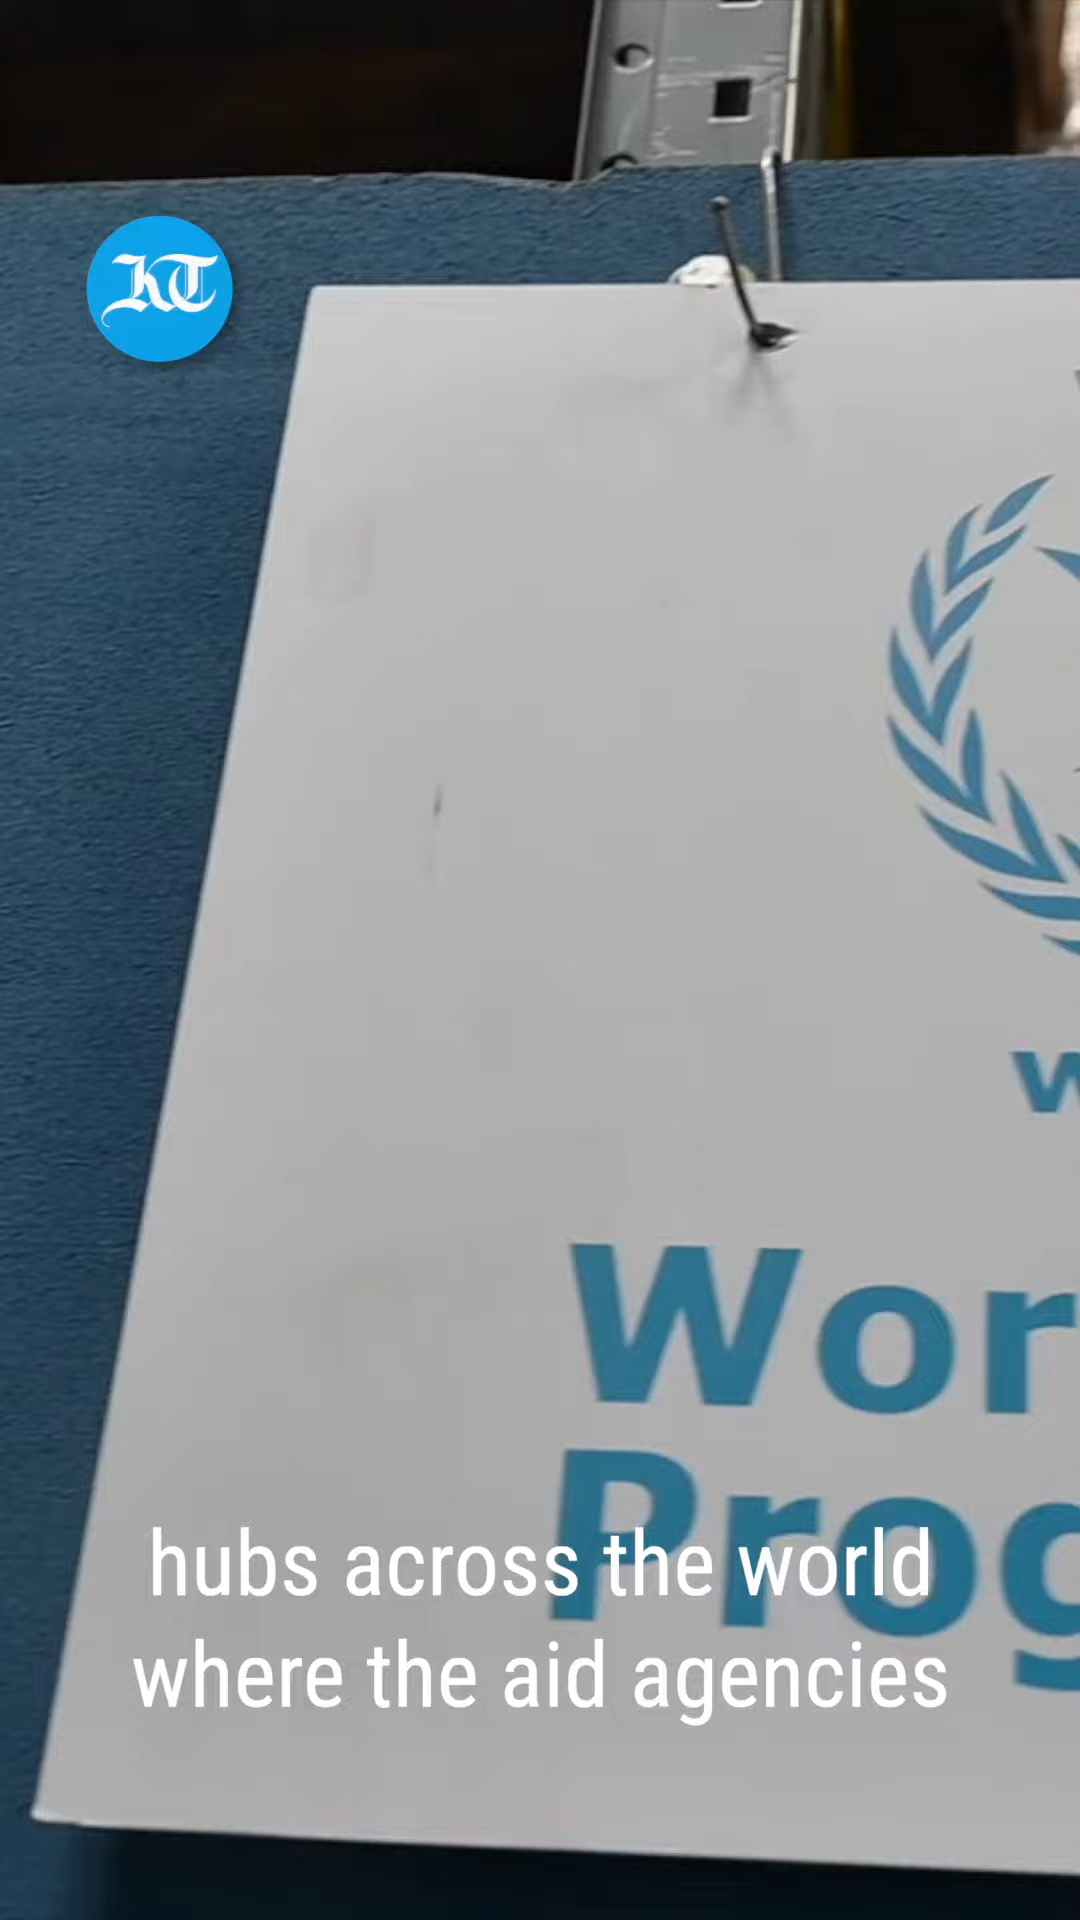 KT
W
Wor
Prog
hubs across the world
where the aid agencies